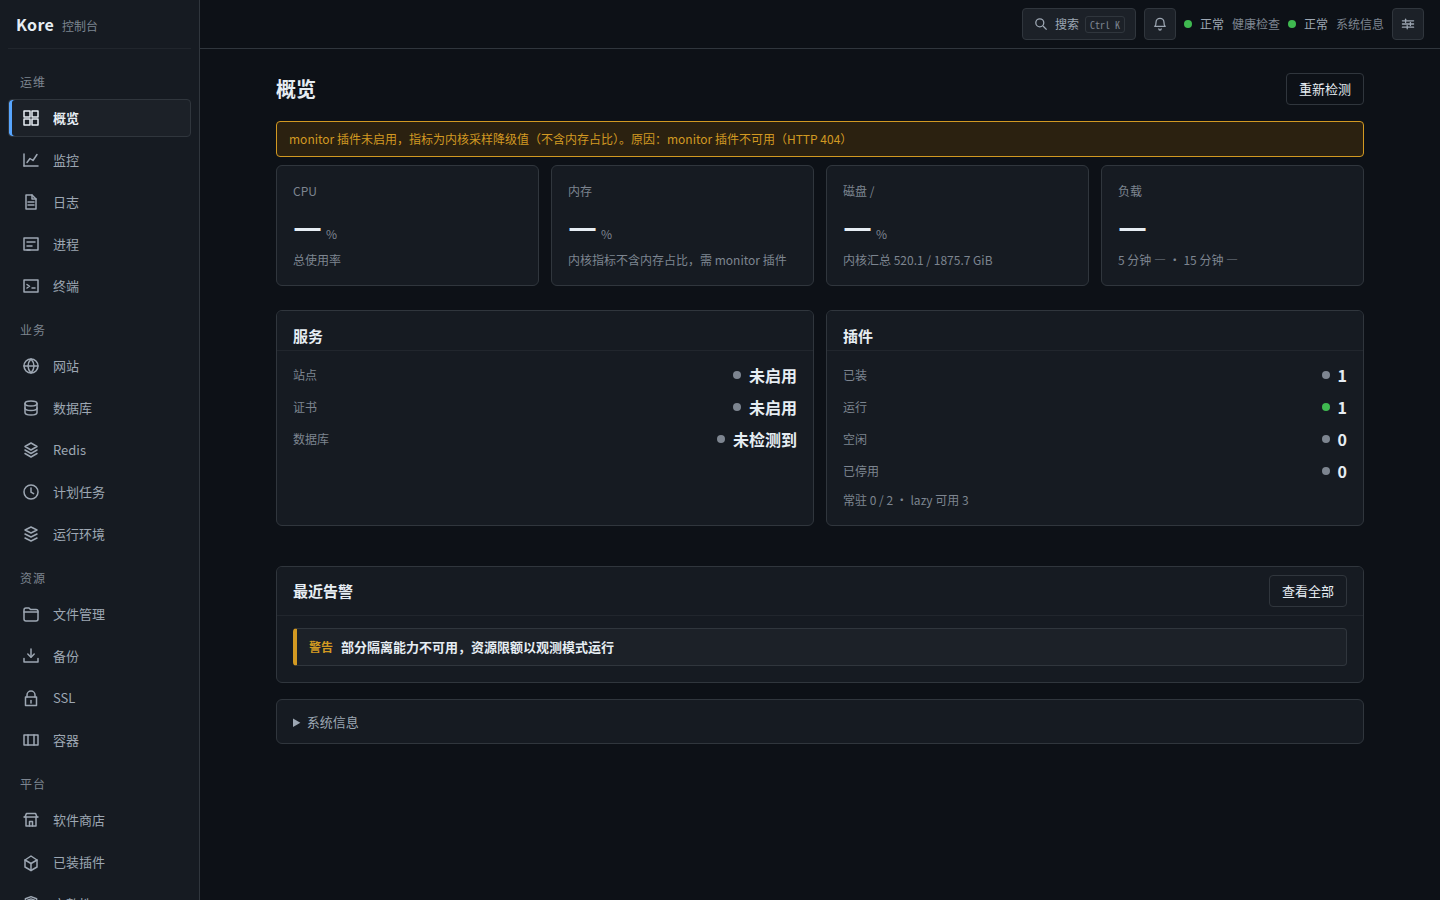 Kore 控制台
搜索 Ctrl K
正常 健康检查 正常 系统信息
运维
概览
监控
日志
进程
终端
业务
网站
数据库
Redis
计划任务
运行环境
资源
文件管理
备份
SSL
容器
平台
软件商店
已装插件
概览
重新检测
monitor 插件未启用，指标为内核采样降级值（不含内存占比）。原因：monitor 插件不可用（HTTP 404）
CPU
— %
总使用率
内存
— %
内核指标不含内存占比，需 monitor 插件
磁盘 /
— %
内核汇总 520.1 / 1875.7 GiB
负载
—
5 分钟 — · 15 分钟 —
服务
站点 未启用
证书 未启用
数据库 未检测到
插件
已装 1
运行 1
空闲 0
已停用 0
常驻 0 / 2 · lazy 可用 3
最近告警
查看全部
警告 部分隔离能力不可用，资源限额以观测模式运行
系统信息